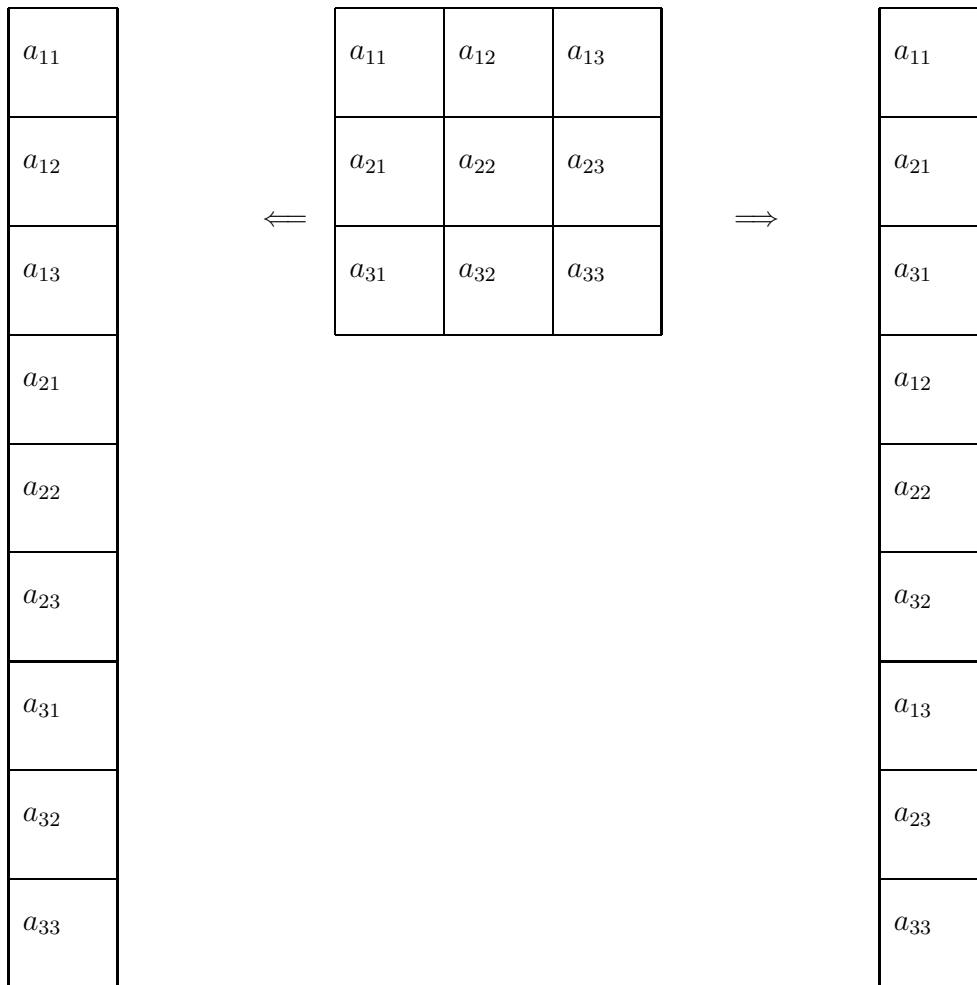 a₁₁ a₁₁ a₁₂ a₁₃ a₁₁
a₁₂ a₂₁ a₂₂ a₂₃ a₂₁
⇐ ⇒
a₁₃ a₃₁ a₃₂ a₃₃ a₃₁
a₂₁ a₁₂
a₂₂ a₂₂
a₂₃ a₃₂
a₃₁ a₁₃
a₃₂ a₂₃
a₃₃ a₃₃